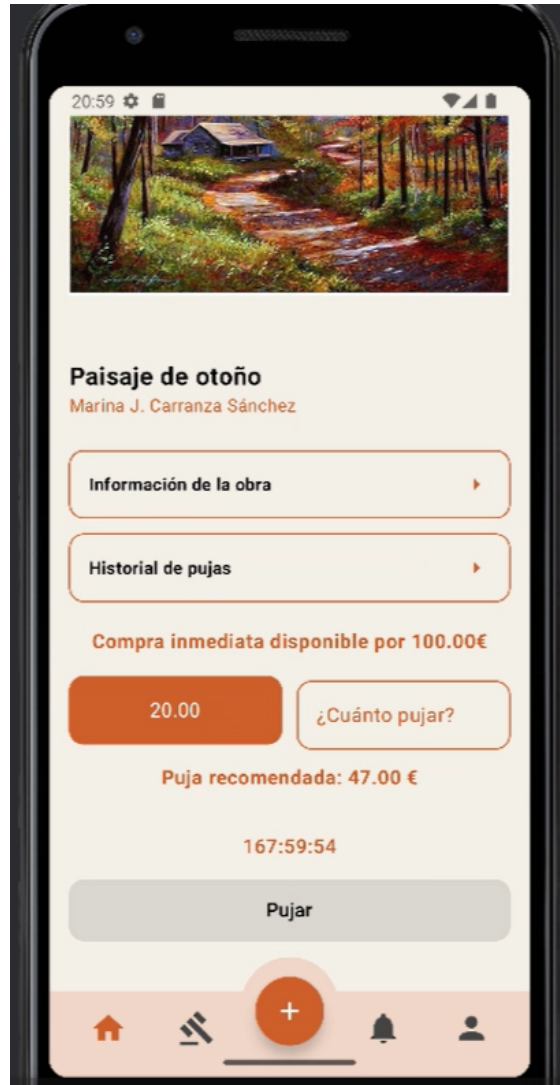 20:59
Paisaje de otoño
Marina J. Carranza Sánchez
Información de la obra
Historial de pujas
Compra inmediata disponible por 100.00€
20.00
¿Cuánto pujar?
Puja recomendada: 47.00 €
167:59:54
Pujar
+